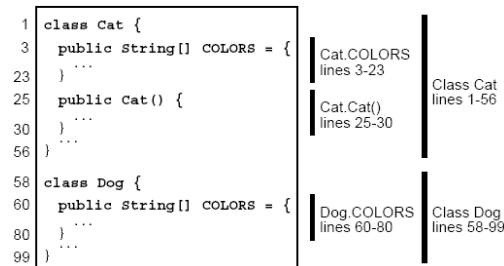 1 class Cat {
3 public String[] COLORS = {
...
23 }
25 public Cat() {
...
30 }
...
56 }
58 class Dog {
60 public String[] COLORS = {
...
80 }
...
99 }
Cat.COLORS
lines 3-23
Cat.Cat()
lines 25-30
Class Cat
lines 1-56
Dog.COLORS
lines 60-80
Class Dog
lines 58-99